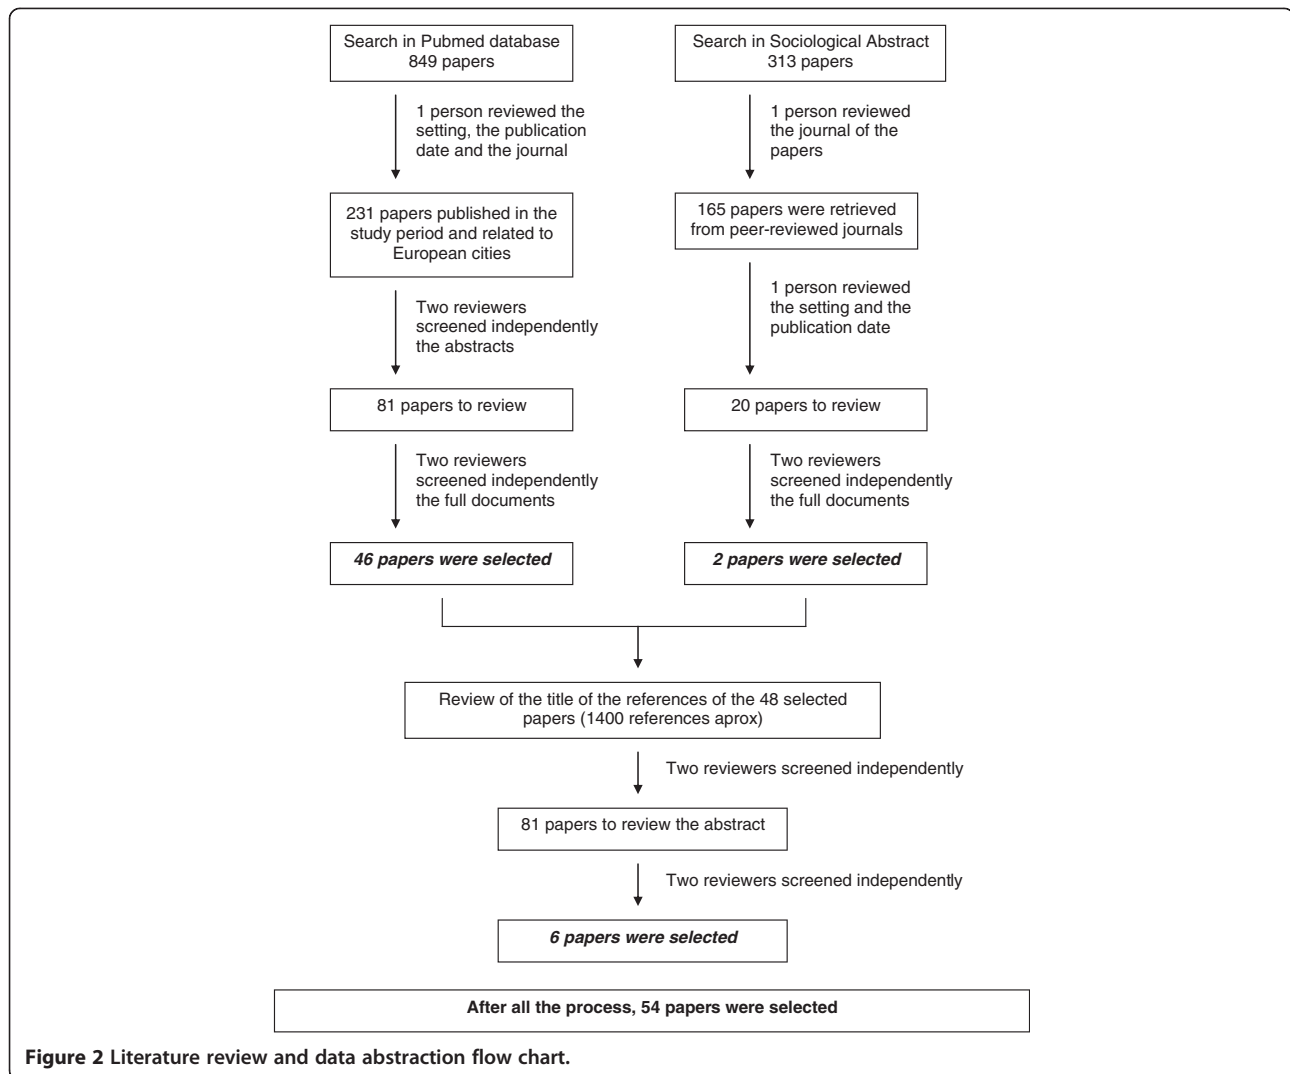 Search in Pubmed database
849 papers
Search in Sociological Abstract
313 papers
1 person reviewed the
setting, the publication
date and the journal
1 person reviewed
the journal of the
papers
231 papers published in the
study period and related to
European cities
165 papers were retrieved
from peer-reviewed journals
Two reviewers
screened independently
the abstracts
1 person reviewed
the setting and the
publication date
81 papers to review
20 papers to review
Two reviewers
screened independently
the full documents
Two reviewers
screened independently
the full documents
46 papers were selected
2 papers were selected
Review of the title of the references of the 48 selected
papers (1400 references aprox)
Two reviewers screened independently
81 papers to review the abstract
Two reviewers screened independently
6 papers were selected
After all the process, 54 papers were selected
Figure 2 Literature review and data abstraction flow chart.